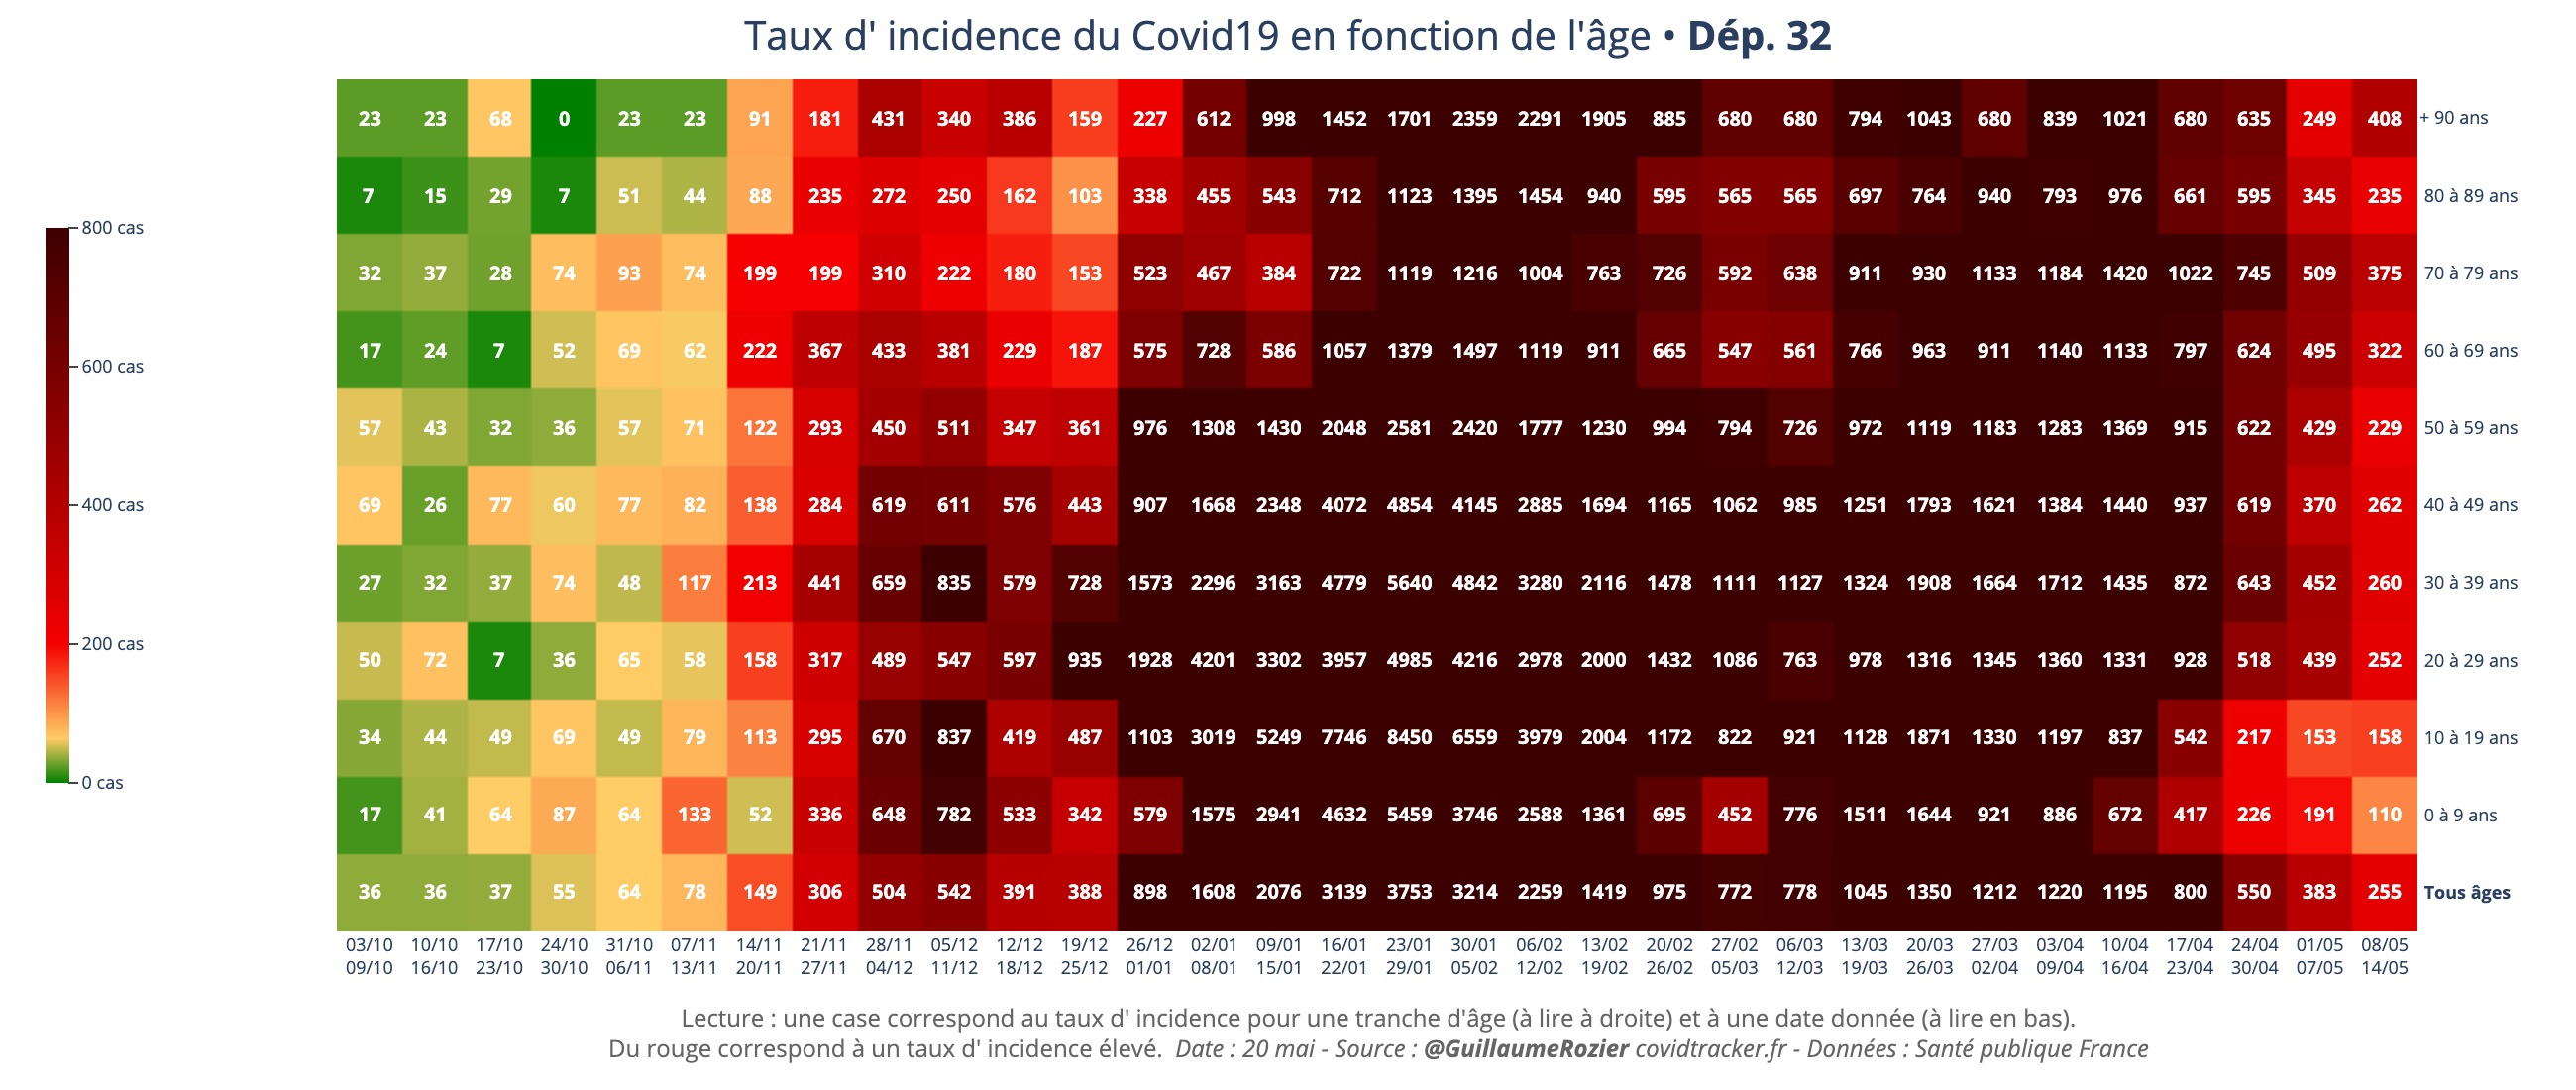 Taux d' incidence du Covid19 en fonction de l'âge • Dép. 32
800 cas
600 cas
400 cas
200 cas
0 cas
23 23 68 0 23 23 91 181 431 340 386 159 227 612 998 1452 1701 2359 2291 1905 885 680 680 794 1043 680 839 1021 680 635 249 408 + 90 ans
7 15 29 7 51 44 88 235 272 250 162 103 338 455 543 712 1123 1395 1454 940 595 565 565 697 764 940 793 976 661 595 345 235 80 à 89 ans
32 37 28 74 93 74 199 199 310 222 180 153 523 467 384 722 1119 1216 1004 763 726 592 638 911 930 1133 1184 1420 1022 745 509 375 70 à 79 ans
17 24 7 52 69 62 222 367 433 381 229 187 575 728 586 1057 1379 1497 1119 911 665 547 561 766 963 911 1140 1133 797 624 495 322 60 à 69 ans
57 43 32 36 57 71 122 293 450 511 347 361 976 1308 1430 2048 2581 2420 1777 1230 994 794 726 972 1119 1183 1283 1369 915 622 429 229 50 à 59 ans
69 26 77 60 77 82 138 284 619 611 576 443 907 1668 2348 4072 4854 4145 2885 1694 1165 1062 985 1251 1793 1621 1384 1440 937 619 370 262 40 à 49 ans
27 32 37 74 48 117 213 441 659 835 579 728 1573 2296 3163 4779 5640 4842 3280 2116 1478 1111 1127 1324 1908 1664 1712 1435 872 643 452 260 30 à 39 ans
50 72 7 36 65 58 158 317 489 547 597 935 1928 4201 3302 3957 4985 4216 2978 2000 1432 1086 763 978 1316 1345 1360 1331 928 518 439 252 20 à 29 ans
34 44 49 69 49 79 113 295 670 837 419 487 1103 3019 5249 7746 8450 6559 3979 2004 1172 822 921 1128 1871 1330 1197 837 542 217 153 158 10 à 19 ans
17 41 64 87 64 133 52 336 648 782 533 342 579 1575 2941 4632 5459 3746 2588 1361 695 452 776 1511 1644 921 886 672 417 226 191 110 0 à 9 ans
36 36 37 55 64 78 149 306 504 542 391 388 898 1608 2076 3139 3753 3214 2259 1419 975 772 778 1045 1350 1212 1220 1195 800 550 383 255 Tous âges
03/10 10/10 17/10 24/10 31/10 07/11 14/11 21/11 28/11 05/12 12/12 19/12 26/12 02/01 09/01 16/01 23/01 30/01 06/02 13/02 20/02 27/02 06/03 13/03 20/03 27/03 03/04 10/04 17/04 24/04 01/05 08/05
09/10 16/10 23/10 30/10 06/11 13/11 20/11 27/11 04/12 11/12 18/12 25/12 01/01 08/01 15/01 22/01 29/01 05/02 12/02 19/02 26/02 05/03 12/03 19/03 26/03 02/04 09/04 16/04 23/04 30/04 07/05 14/05
Lecture : une case correspond au taux d' incidence pour une tranche d'âge (à lire à droite) et à une date donnée (à lire en bas).
Du rouge correspond à un taux d' incidence élevé. Date : 20 mai - Source : @GuillaumeRozier covidtracker.fr - Données : Santé publique France